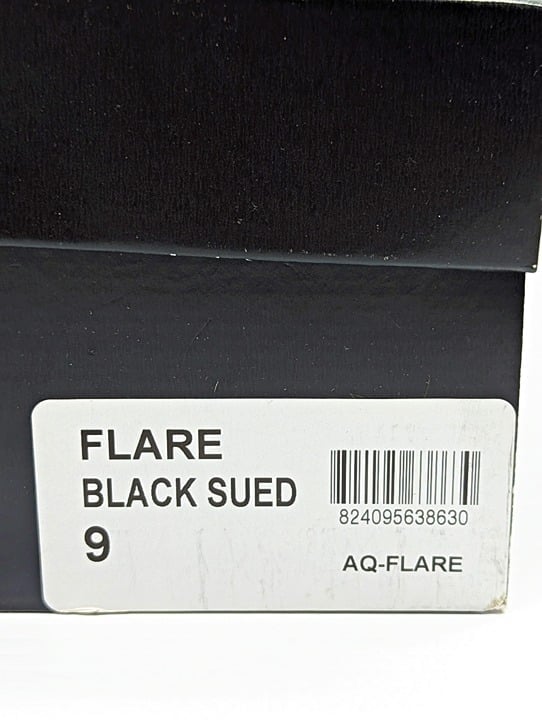 FLARE
BLACK SUED
9
824095638630
AQ-FLARE